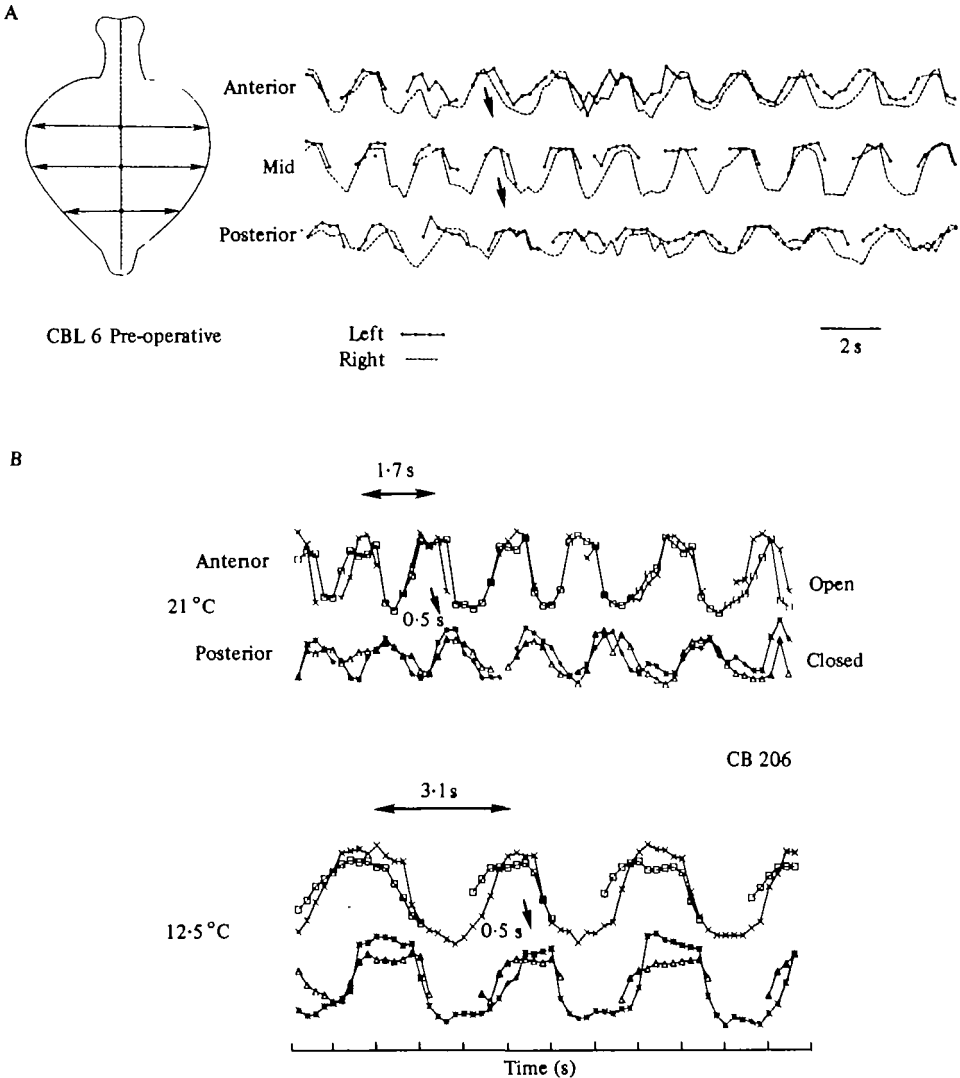 A
Anterior
Mid
Posterior
CBL 6 Pre-operative
Left
Right
2 s
B
1·7 s
Anterior
Open
21 °C
0·5 s
Posterior
Closed
CB 206
3·1 s
12·5 °C
0·5 s
Time (s)